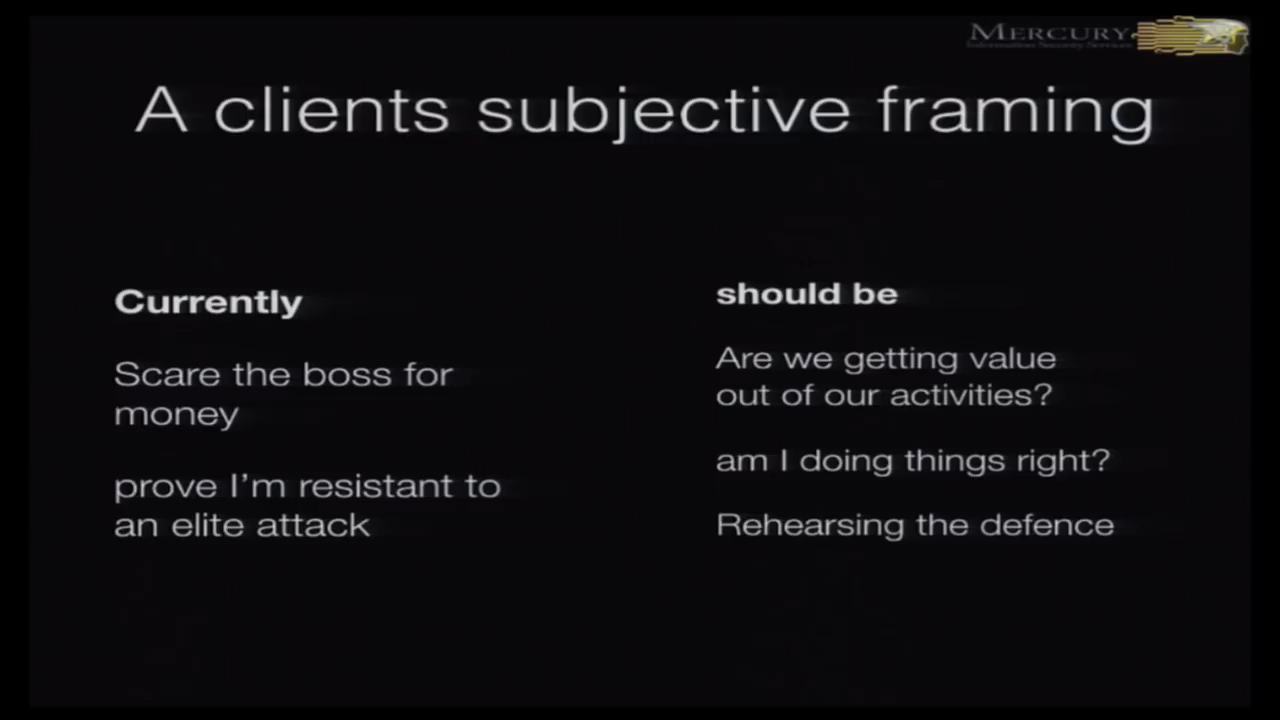 MERCURY
Information Security Services
A clients subjective framing
Currently
Scare the boss for
money
prove I'm resistant to
an elite attack
should be
Are we getting value
out of our activities?
am I doing things right?
Rehearsing the defence